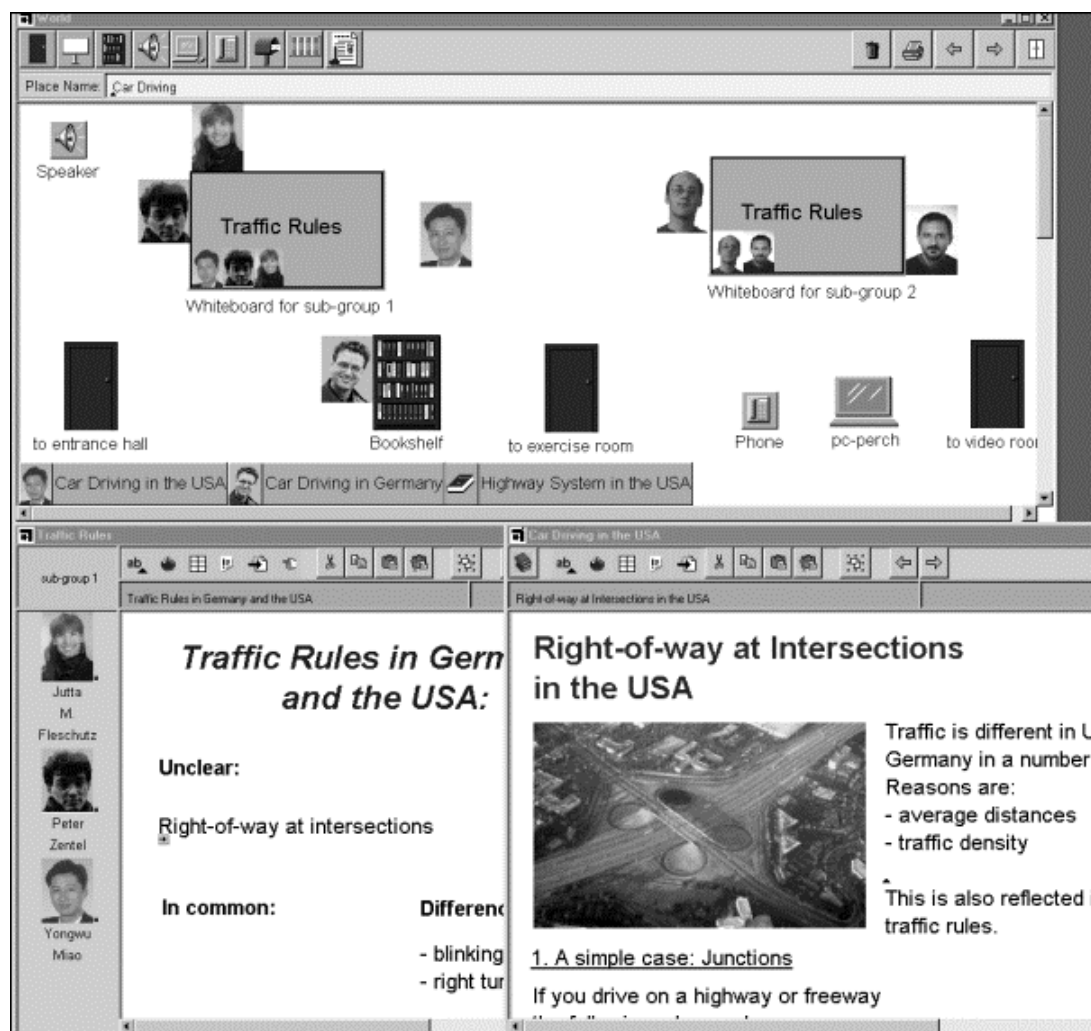 World
Place Name: Car Driving
Speaker
Traffic Rules
Whiteboard for sub-group 1
Traffic Rules
Whiteboard for sub-group 2
to entrance hall
Bookshelf
to exercise room
Phone
pc-perch
to video roo
Car Driving in the USA
Car Driving in Germany
Highway System in the USA
Traffic Rules
sub-group 1
ab
Traffic Rules in Germany and the USA
Jutta
M.
Fleschutz
Peter
Zentel
Yongwu
Miao
Traffic Rules in Germ
and the USA:
Unclear:
Right-of-way at intersections
In common:
Differenc
- blinking
- right tur
Car Driving in the USA
ab
Right-of-way at Intersections in the USA
Right-of-way at Intersections
in the USA
Traffic is different in U
Germany in a number
Reasons are:
- average distances
- traffic density
This is also reflected
traffic rules.
1. A simple case: Junctions
If you drive on a highway or freeway